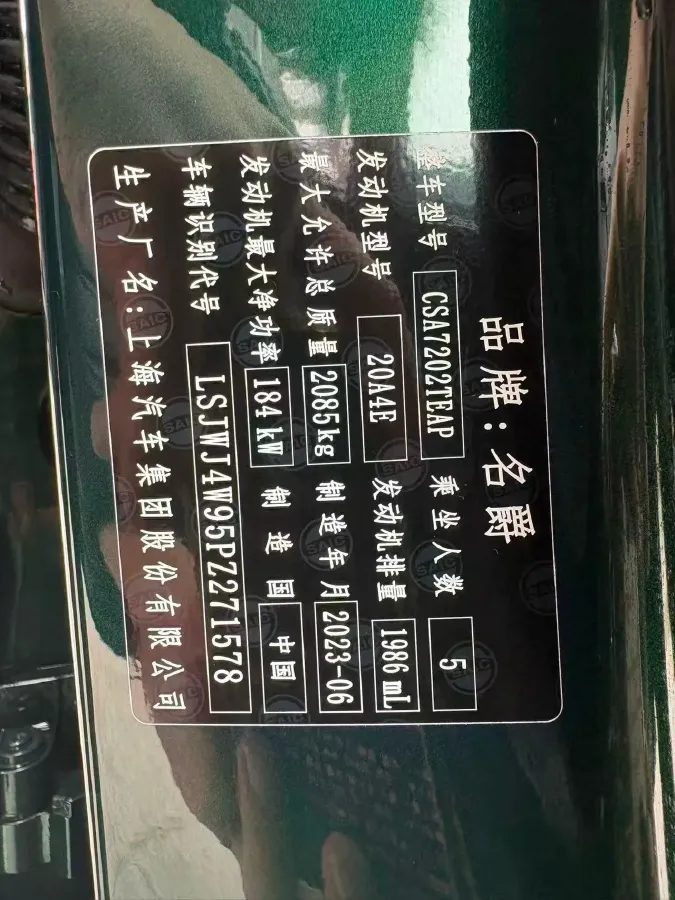 品牌:名爵
整车型号 CSA7202TEAP 乘坐人数 5
发动机型号 20A4E 发动机排量 1986 mL
最大允许总质量 2085kg 制造年月 2023-06
发动机最大净功率 184 kW 制造国 中国
车辆识别代号 LSJWJ4W95PZ271578
生产厂名:上海汽车集团股份有限公司